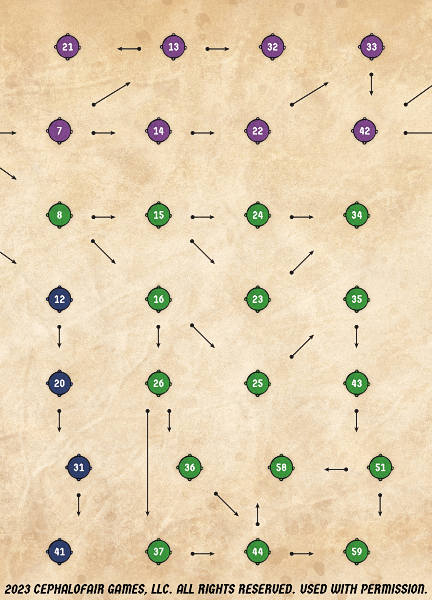 21 13 32 33
7 14 22 42
8 15 24 34
12 16 23 35
20 26 25 43
31 36 58 51
41 37 44 59
2023 CEPHALOFAIR GAMES, LLC. ALL RIGHTS RESERVED. USED WITH PERMISSION.